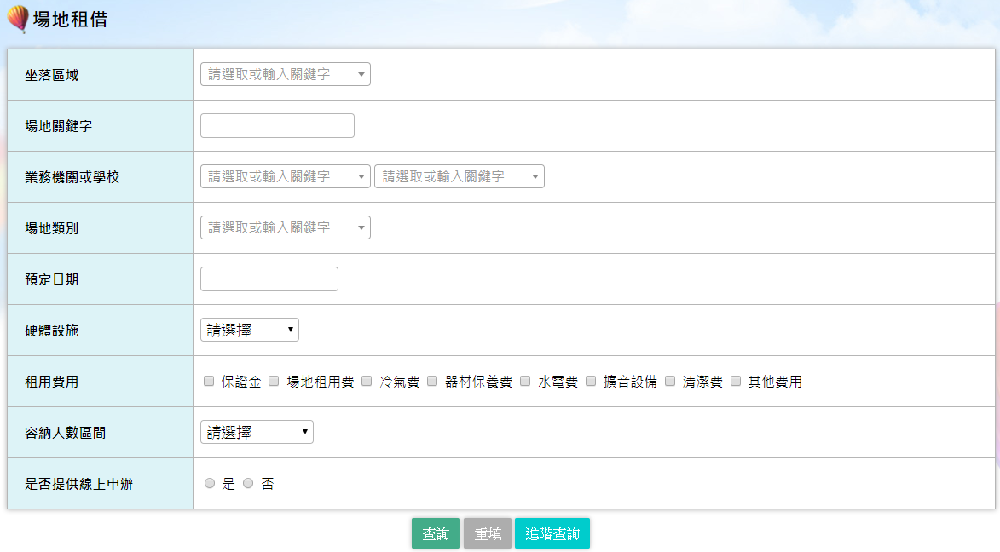 場地租借
坐落區域 請選取或輸入關鍵字
場地關鍵字
業務機關或學校 請選取或輸入關鍵字 請選取或輸入關鍵字
場地類別 請選取或輸入關鍵字
預定日期
硬體設施 請選擇
租用費用 保證金 場地租用費 冷氣費 器材保養費 水電費 擴音設備 清潔費 其他費用
容納人數區間 請選擇
是否提供線上申辦 是 否
查詢 重填 進階查詢